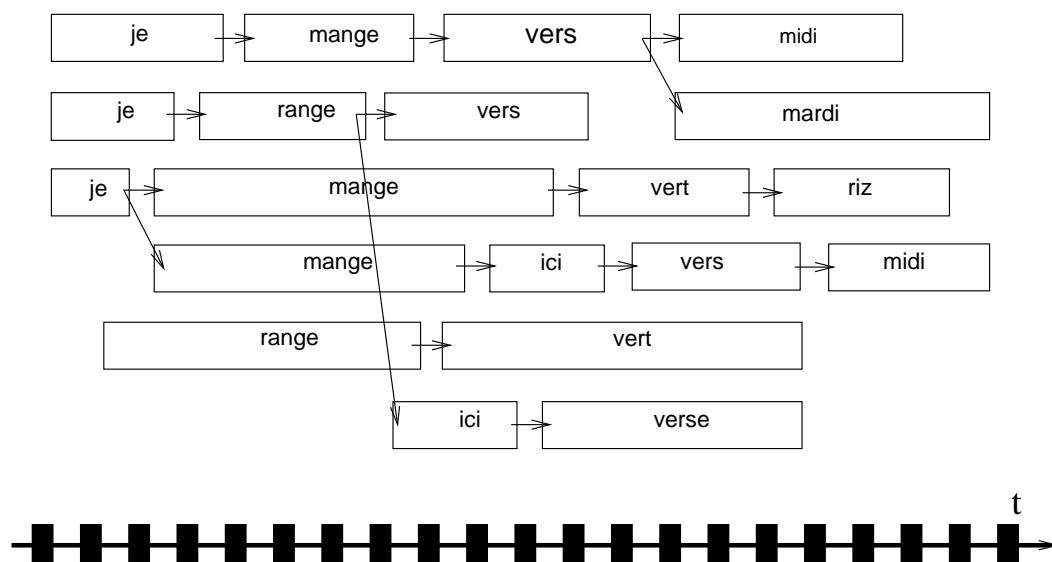 je mange vers midi
je range vers mardi
je mange vert riz
mange ici vers midi
range vert
ici verse
t